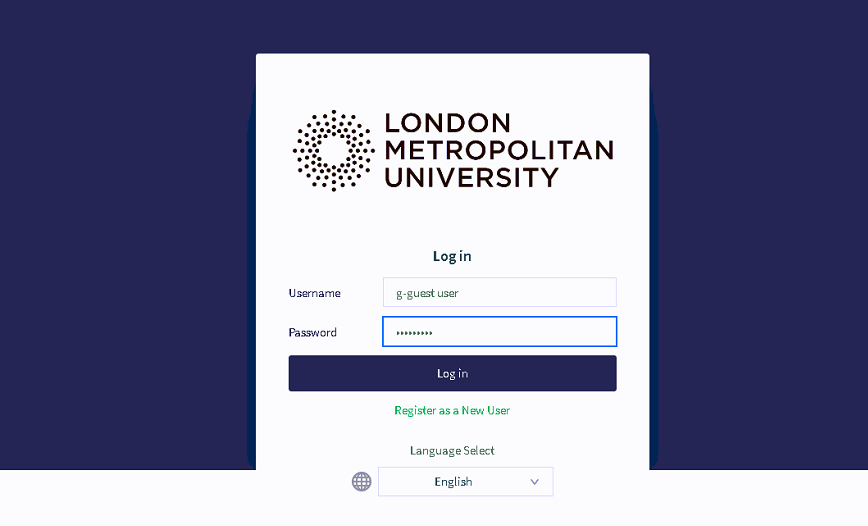 LONDON
METROPOLITAN
UNIVERSITY
Log in
Username
g-guest user
Password
•••••••••
Log in
Register as a New User
Language Select
English